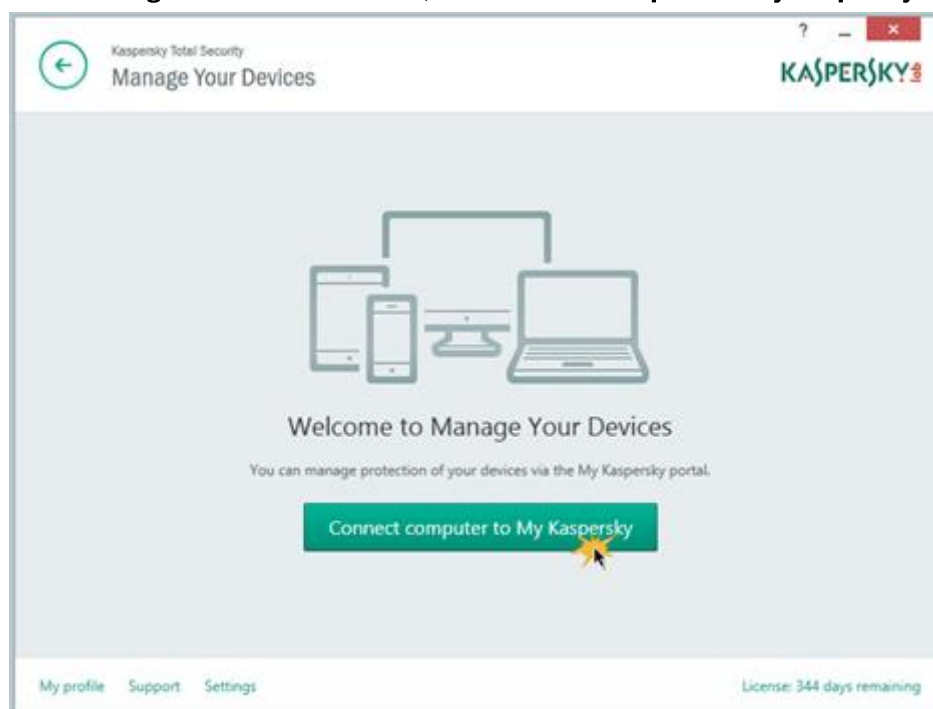 ? _ ×
Kaspersky Total Security
Manage Your Devices
KASPERSKY lab
Welcome to Manage Your Devices
You can manage protection of your devices via the My Kaspersky portal.
Connect computer to My Kaspersky
My profile Support Settings
License: 344 days remaining